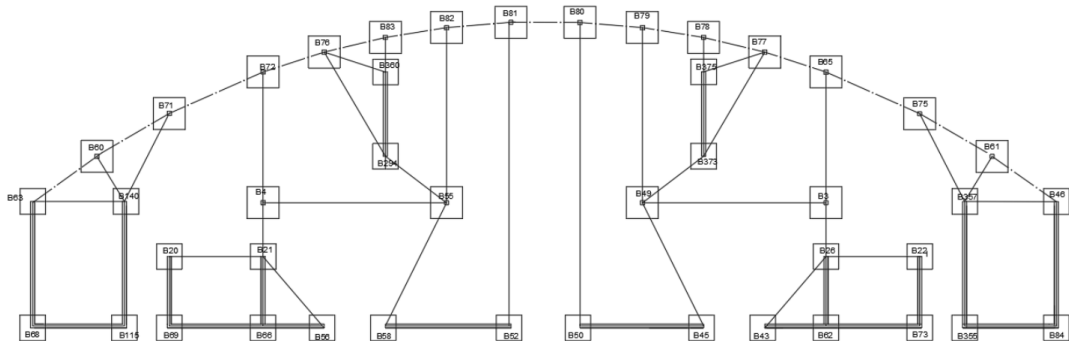 B81 B80
B83 B82 B79 B78
B76 B77
B72 B360 B375 B65
B71 B75
B60 B294 B373 B61
B63 B140 B4 B55 B49 B3 B357 B46
B20 B21 B26 B22
B68 B115 B69 B66 B56 B58 B52 B50 B45 B43 B62 B73 B355 B84